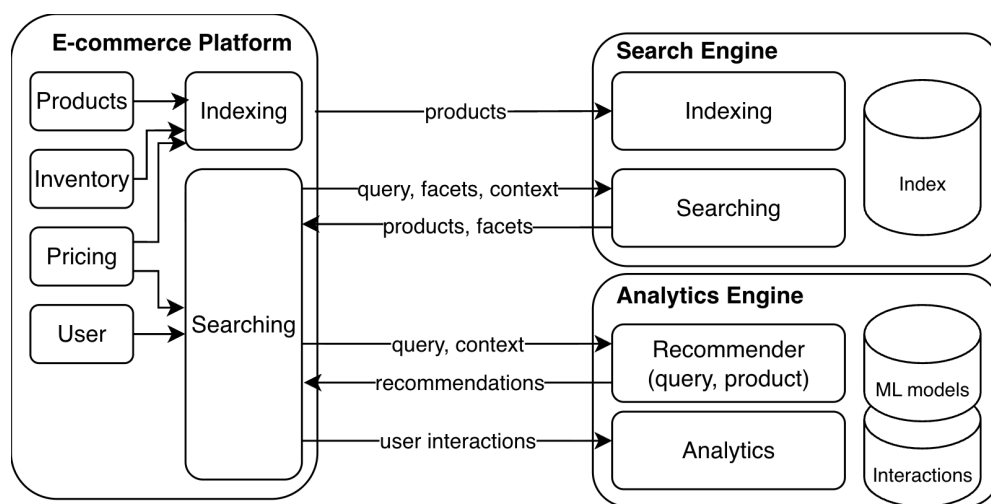 E-commerce Platform
Products
Inventory
Pricing
User
Indexing
Searching
products
query, facets, context
products, facets
query, context
recommendations
user interactions
Search Engine
Indexing
Searching
Index
Analytics Engine
Recommender
(query, product)
Analytics
ML models
Interactions